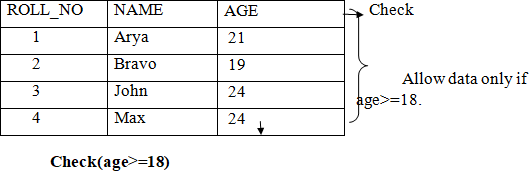 ROLL_NO NAME AGE Check
1 Arya 21
2 Bravo 19
3 John 24 Allow data only if
age>=18.
4 Max 24
Check(age>=18)